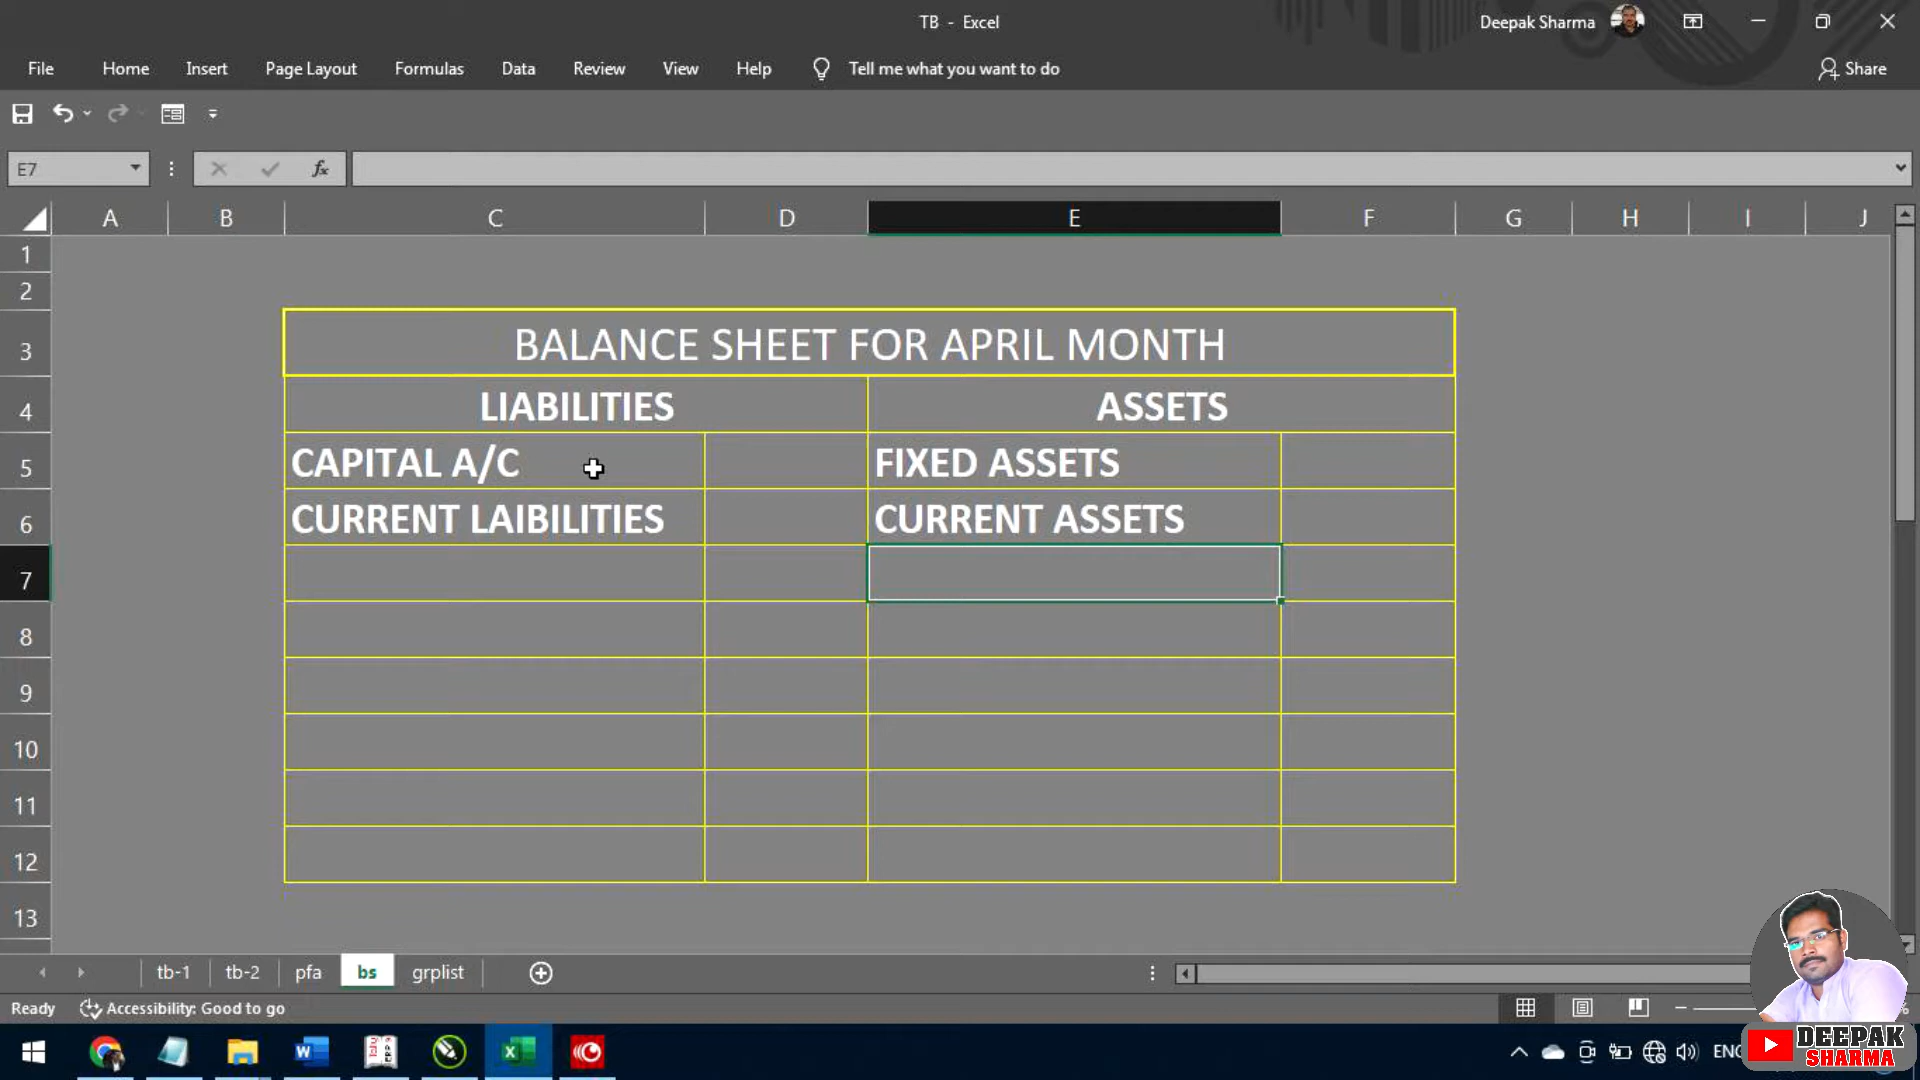 TB - Excel
Deepak Sharma
File Home Insert Page Layout Formulas Data Review View Help Tell me what you want to do
Share
E7
fx
A B C D E F G H I J
1
2
3 BALANCE SHEET FOR APRIL MONTH
4 LIABILITIES ASSETS
5 CAPITAL A/C FIXED ASSETS
6 CURRENT LAIBILITIES CURRENT ASSETS
7
8
9
10
11
12
13
tb-1 tb-2 pfa bs grplist
Ready Accessibility: Good to go
ENG
DEEPAK
SHARMA